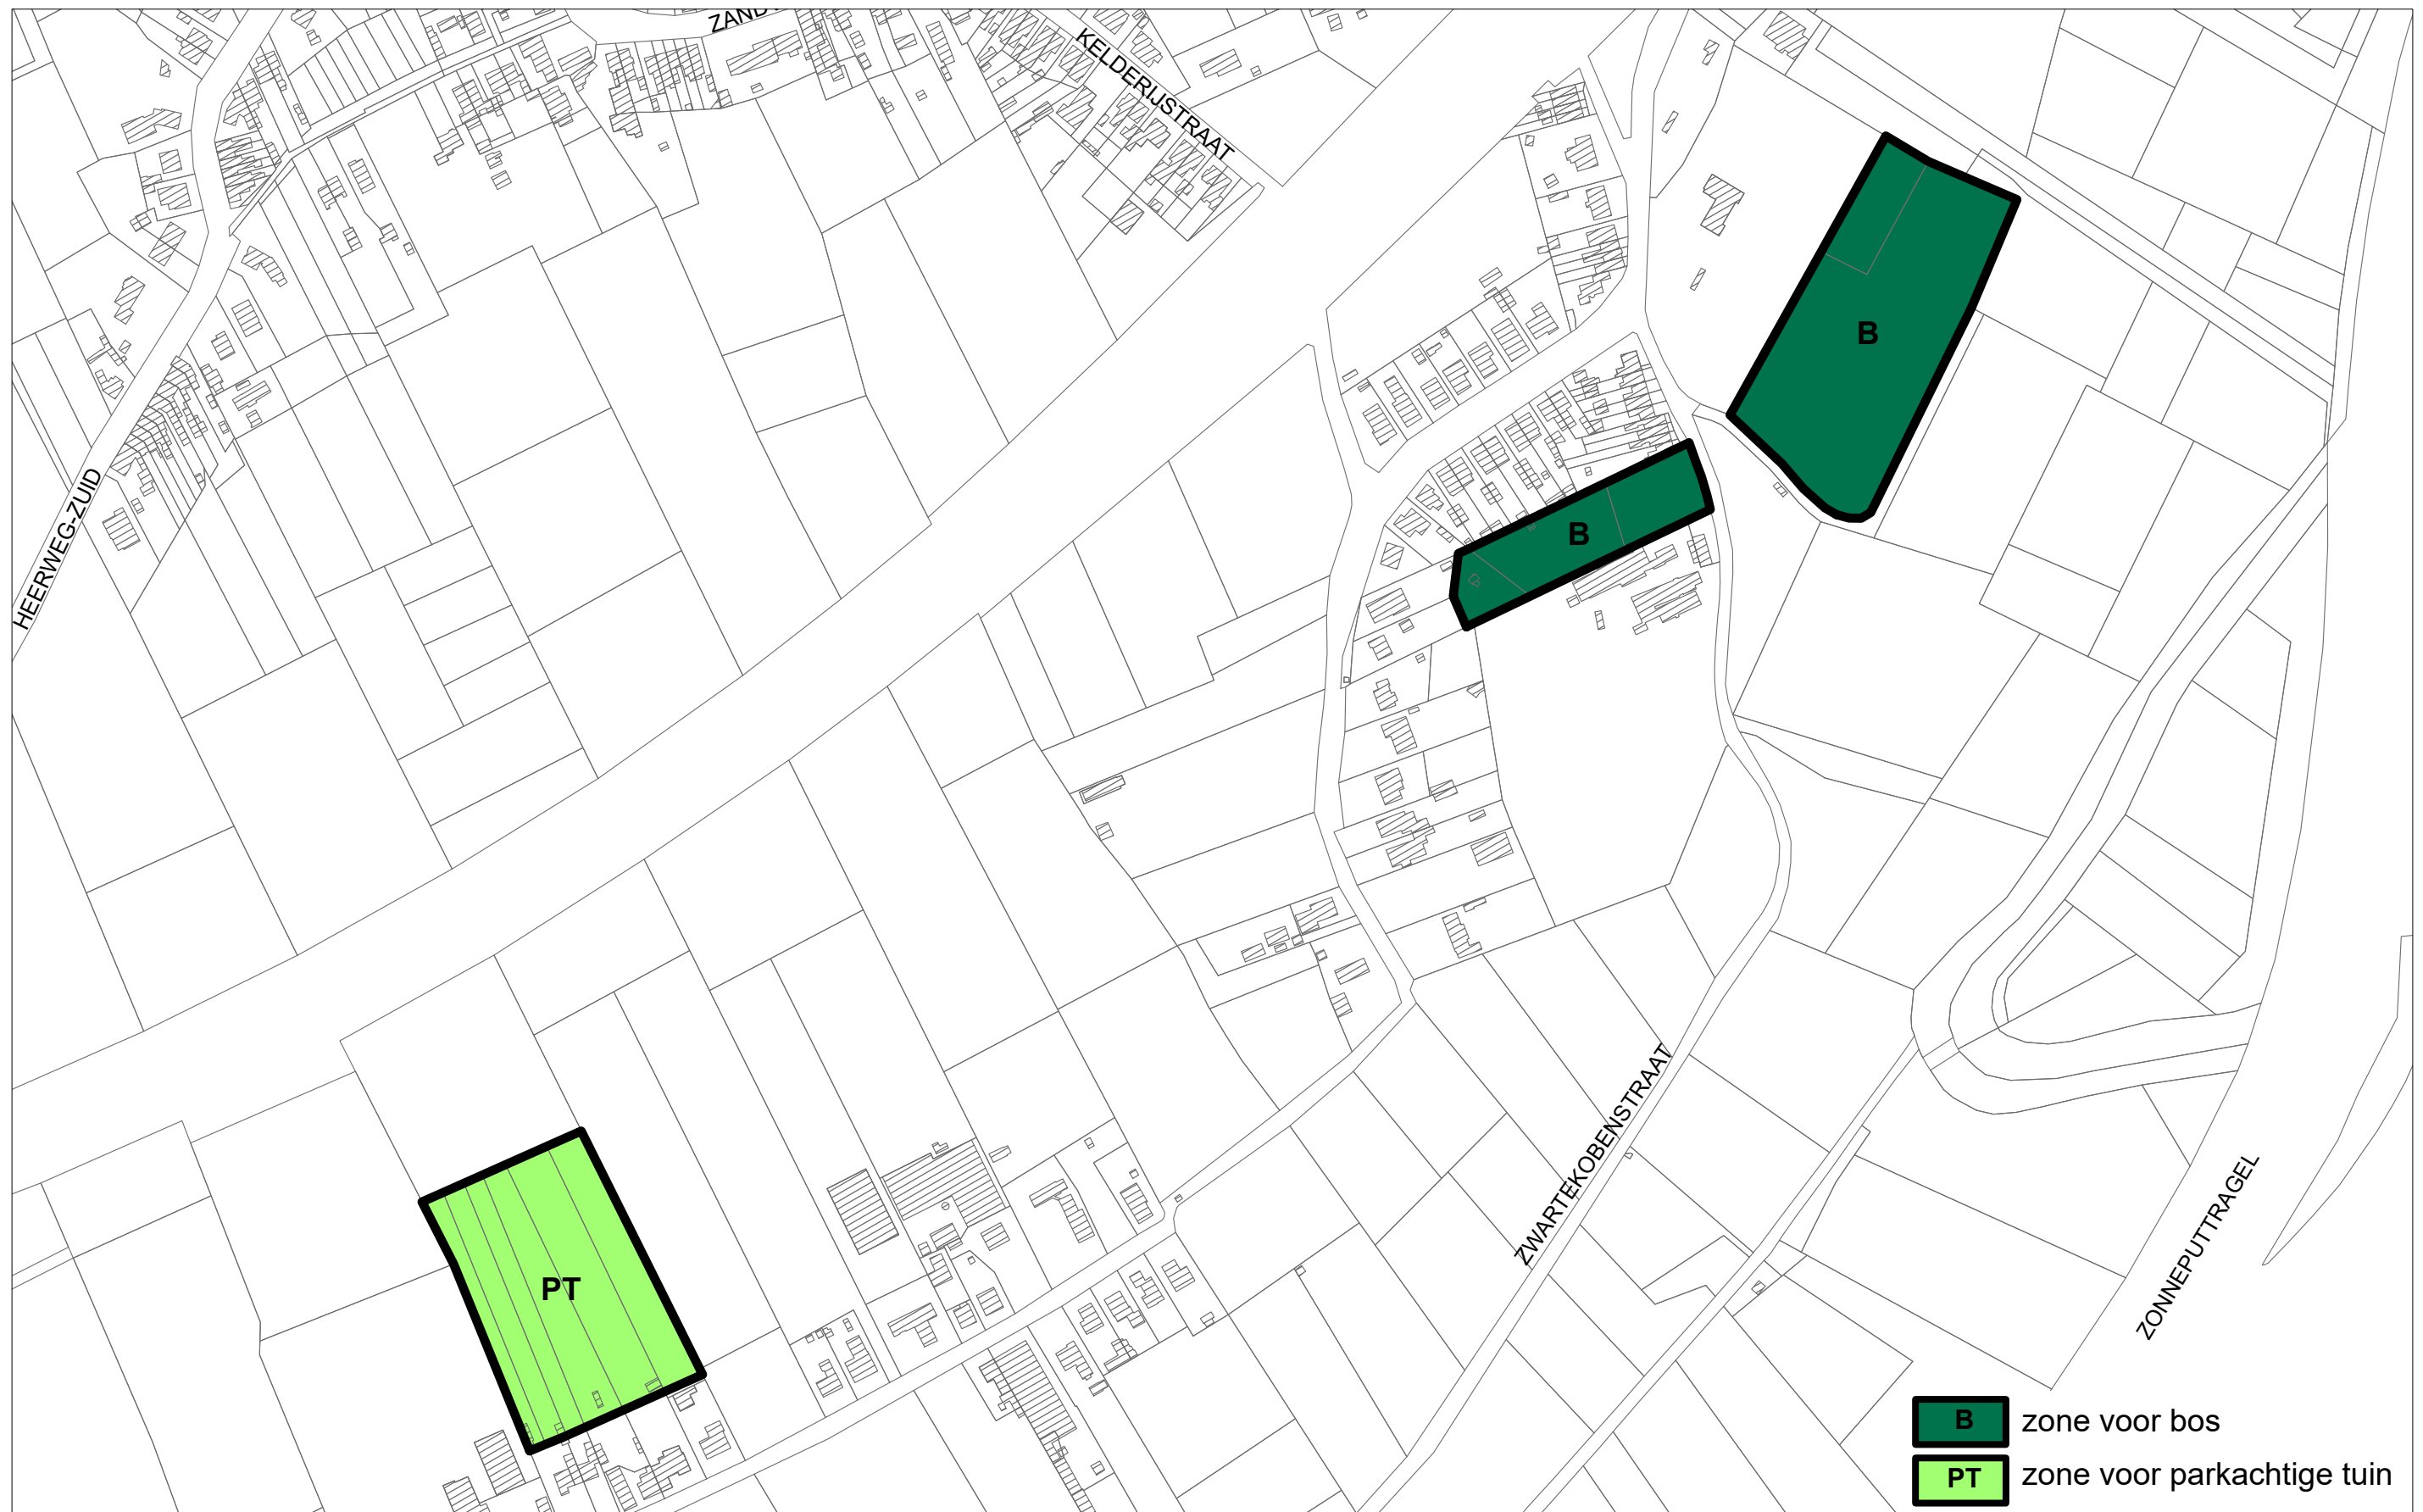 KELDERIJSTRAAT
HEERWEG-ZUID
B
B
ZWARTEKOBENSTRAAT
ZONNEPUTTRAGEL
PT
B zone voor bos
PT zone voor parkachtige tuin